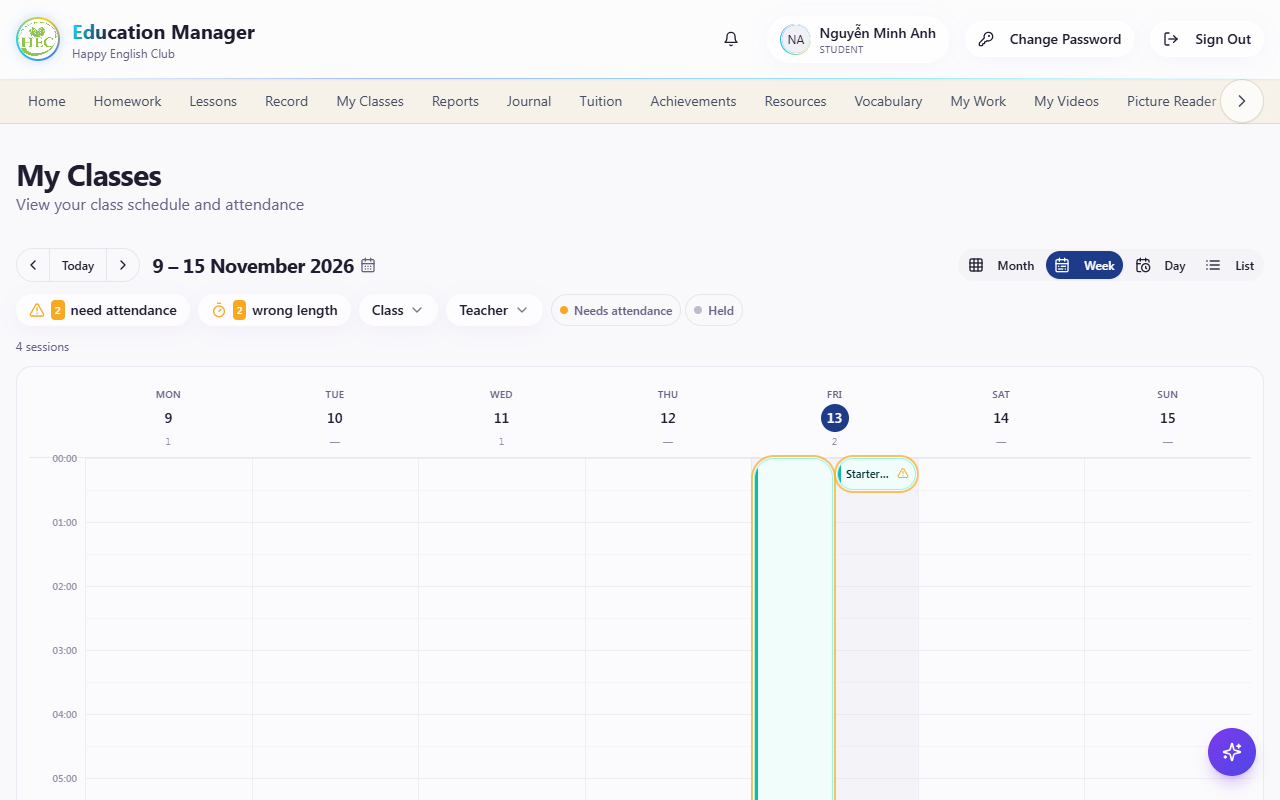 HEC
Education Manager
Happy English Club
NA
Nguyễn Minh Anh
STUDENT
Change Password
Sign Out
Home
Homework
Lessons
Record
My Classes
Reports
Journal
Tuition
Achievements
Resources
Vocabulary
My Work
My Videos
Picture Reader
My Classes
View your class schedule and attendance
Today
9 – 15 November 2026
Month
Week
Day
List
2 need attendance
2 wrong length
Class
Teacher
Needs attendance
Held
4 sessions
MON
TUE
WED
THU
FRI
SAT
SUN
9
10
11
12
13
14
15
1
—
1
—
2
—
—
00:00
Starter...
01:00
02:00
03:00
04:00
05:00